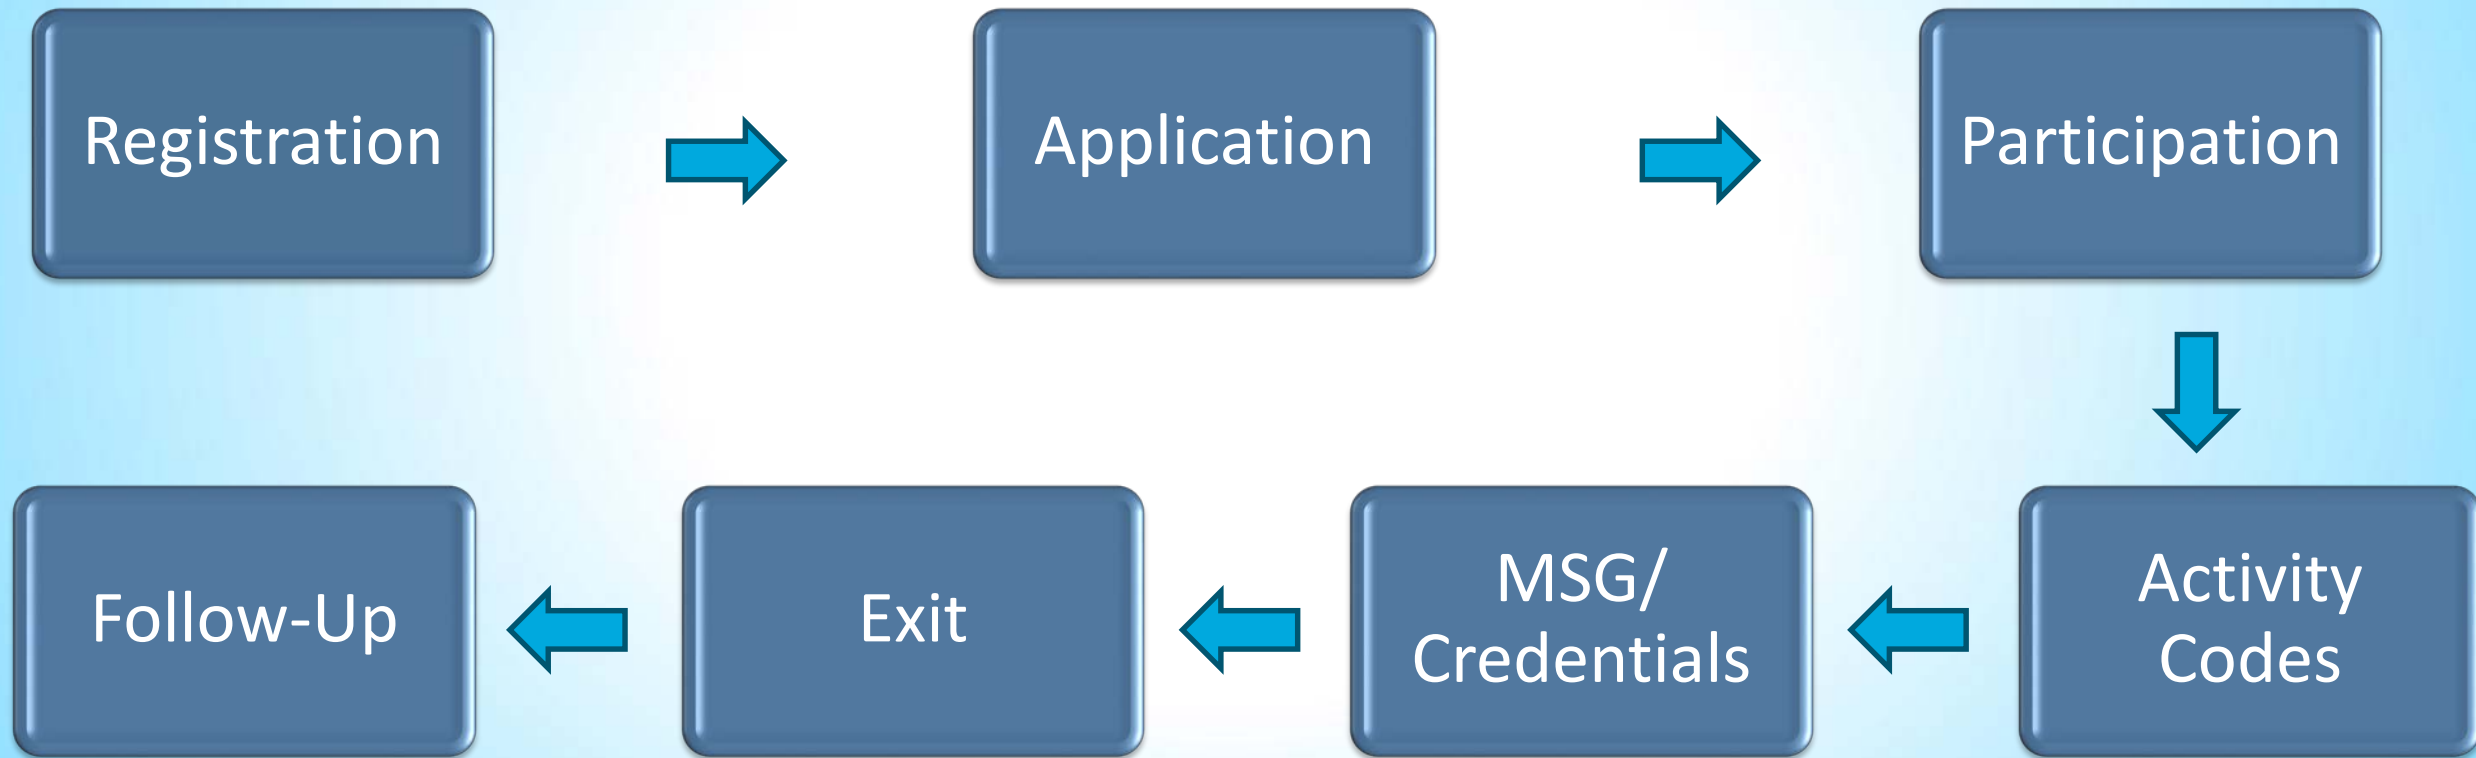 Registration
Application
Participation
Activity
Codes
MSG/
Credentials
Exit
Follow-Up